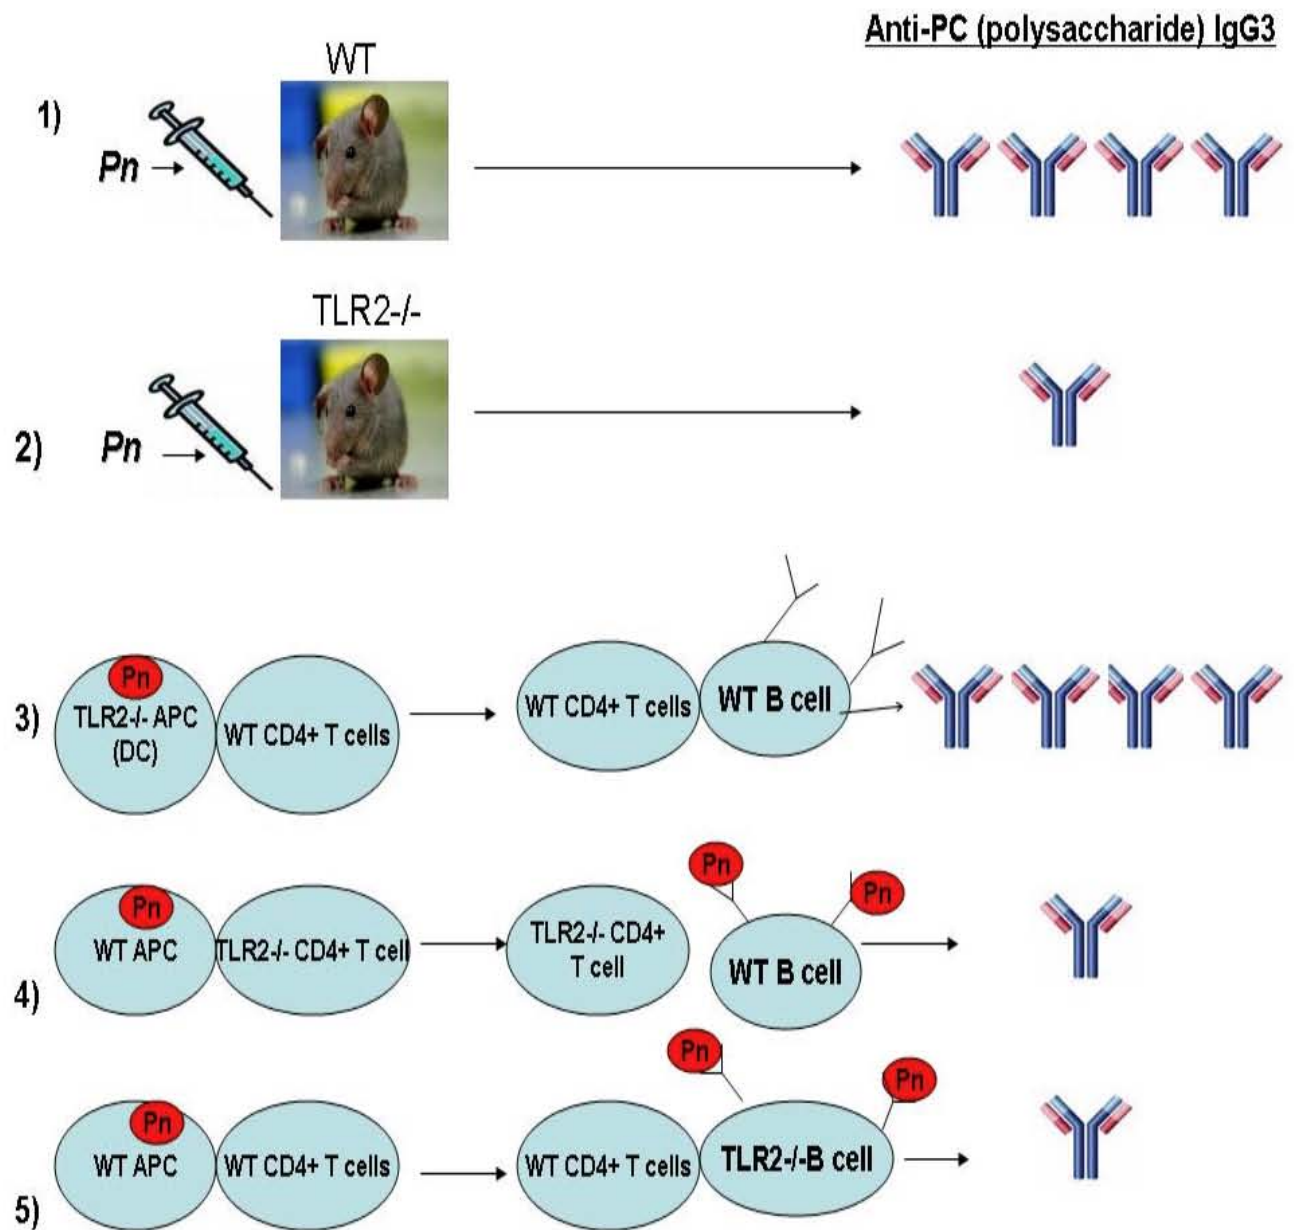 Anti-PC (polysaccharide) IgG3
WT
1)
Pn
TLR2-/-
2)
Pn
3)
Pn
TLR2-/- APC
(DC)
WT CD4+ T cells
WT CD4+ T cells
WT B cell
4)
Pn
WT APC
TLR2-/- CD4+ T cell
TLR2-/- CD4+
T cell
Pn
Pn
WT B cell
5)
Pn
WT APC
WT CD4+ T cells
WT CD4+ T cells
Pn
Pn
TLR2-/-B cell